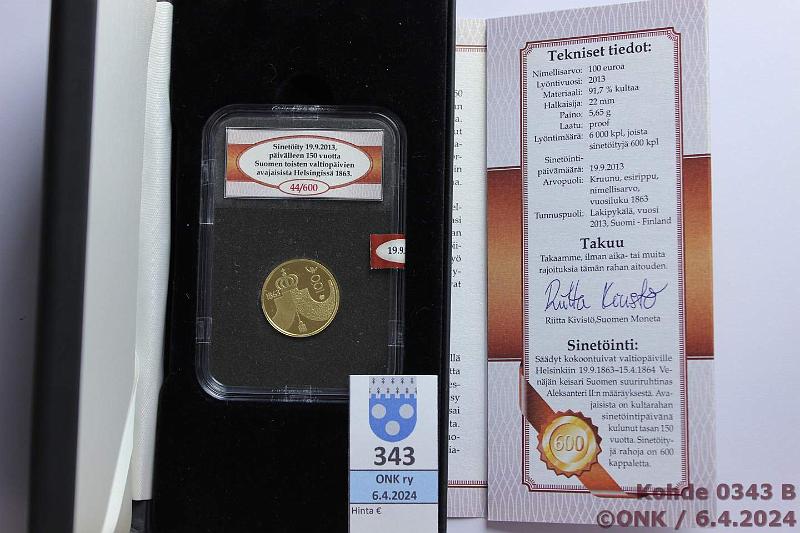 Sinetöity 19.9.2013,
päivälleen 150 vuotta
Suomen toisten valtiopäivien
avajaisista Helsingissä 1863.
44/600
19.9.
1863
100
343
ONK ry
6.4.2024
Hinta €
Tekniset tiedot:
Nimellisarvo: 100 euroa
Lyöntivuosi: 2013
Materiaali: 91,7 % kultaa
Halkaisija: 22 mm
Paino: 5,65 g
Laatu: proof
Lyöntimäärä: 6 000 kpl, joista
sinetöityjä 600 kpl
Sinetöinti-
päivämäärä: 19.9.2013
Arvopuoli: Kruunu, esirippu,
nimellisarvo,
vuosiluku 1863
Tunnuspuoli: Lakipykälä, vuosi
2013, Suomi - Finland
Takuu
Takaamme, ilman aika- tai muita
rajoituksia tämän rahan aitouden.
Riitta Kivistö
Riitta Kivistö,Suomen Moneta
Sinetöinti:
Säädyt kokoontuivat valtiopäiville
Helsinkiin 19.9.1863–15.4.1864 Ve-
näjän keisari Suomen suuriruhtinas
Aleksanteri II:n määräyksestä. Ava-
jaisista on kultarahan
sinetöintipäivänä
kulunut tasan 150
vuotta. Sinetöity-
jä rahoja on 600
kappaletta.
600
Kohde 0343 B
©ONK / 6.4.2024